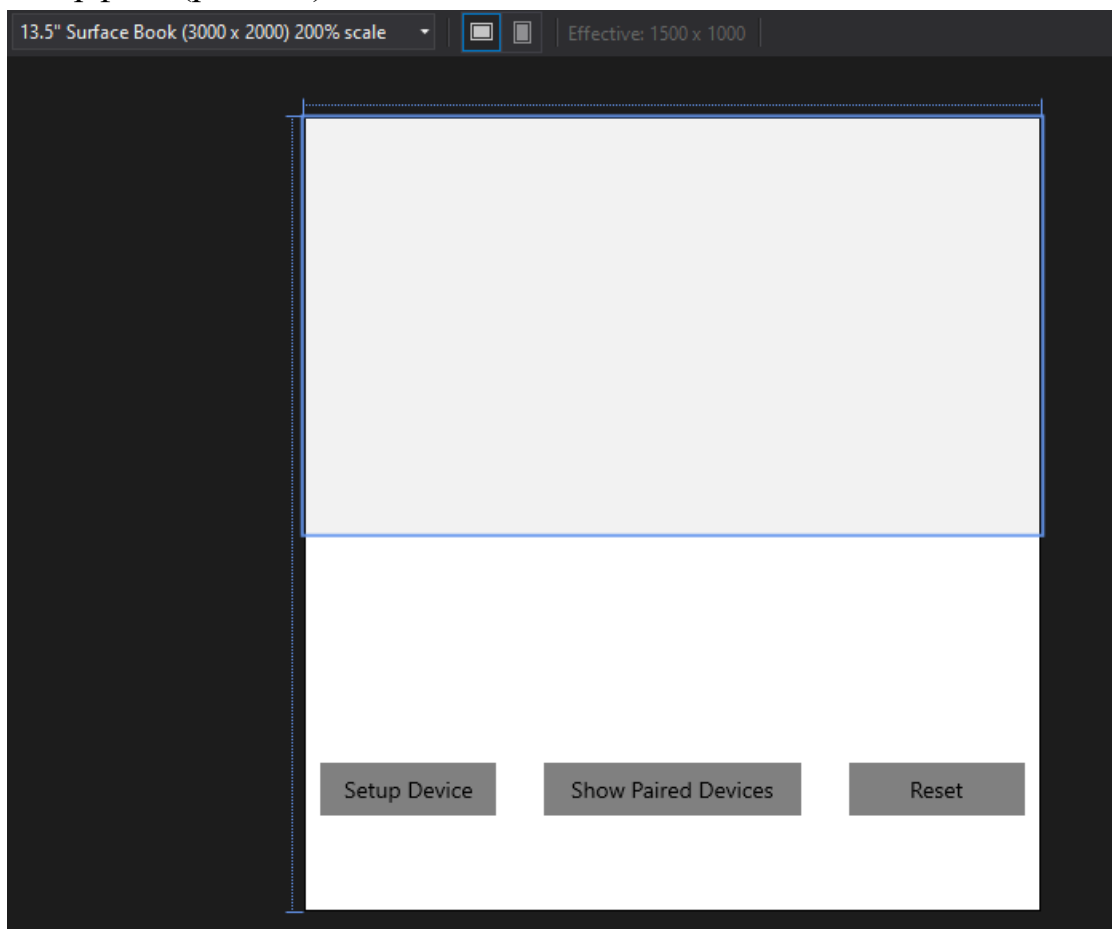 13.5" Surface Book (3000 x 2000) 200% scale Effective: 1500 x 1000
Setup Device Show Paired Devices Reset